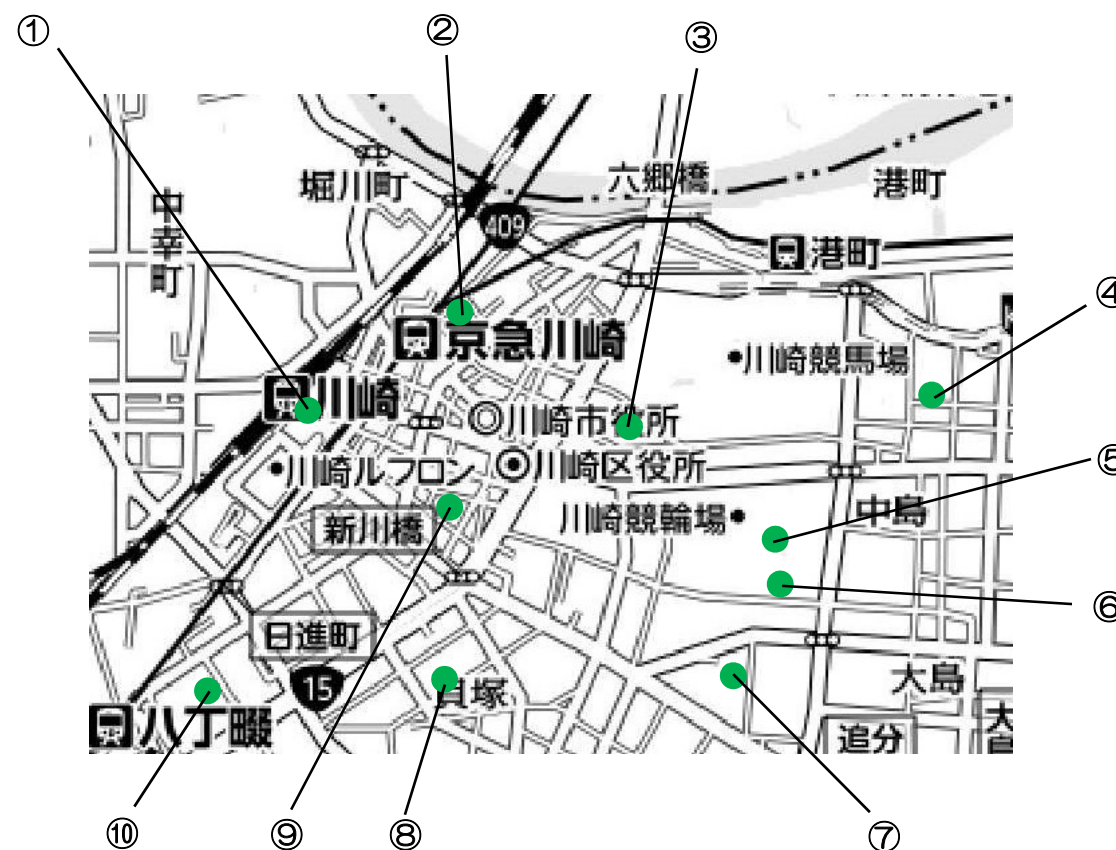 ①
②
③
堀川町
六郷橋
港町
中幸町
409
港町
④
京急川崎
川崎競馬場
川崎
川崎市役所
川崎ルフロン
川崎区役所
⑤
新川橋
川崎競輪場
中島
⑥
日進町
15
貝塚
大島
八丁畷
追分
⑩
⑨
⑧
⑦